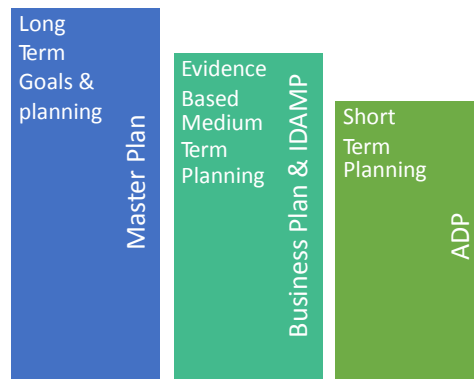 Long
Term
Goals &
planning
Master Plan
Evidence
Based
Medium
Term
Planning
Business Plan & IDAMP
Short
Term
Planning
ADP